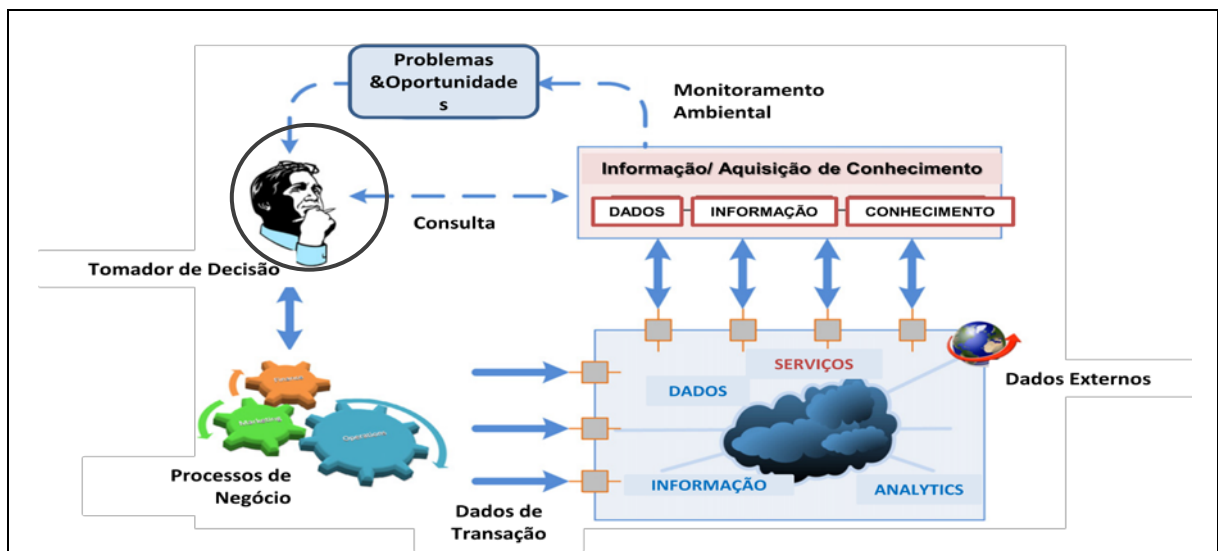 Problemas
&Oportunidade
s
Monitoramento
Ambiental
Informação/ Aquisição de Conhecimento
DADOS
INFORMAÇÃO
CONHECIMENTO
Consulta
Tomador de Decisão
SERVIÇOS
DADOS
Dados Externos
INFORMAÇÃO
ANALYTICS
Processos de
Negócio
Dados de
Transação